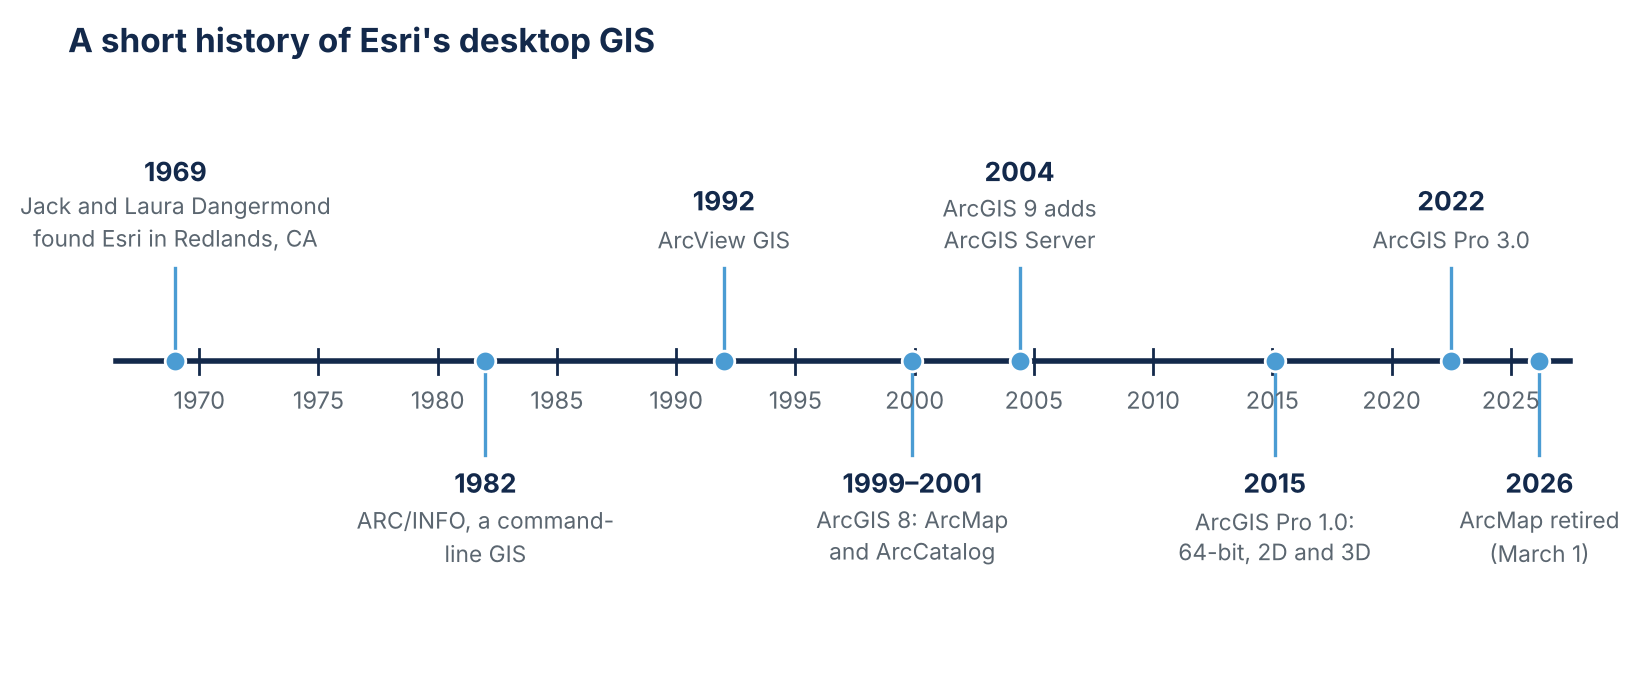 A short history of Esri's desktop GIS
1969
Jack and Laura Dangermond
found Esri in Redlands, CA
1992
ArcView GIS
2004
ArcGIS 9 adds
ArcGIS Server
2022
ArcGIS Pro 3.0
1970 1975 1980 1985 1990 1995 2000 2005 2010 2015 2020 2025
1982
ARC/INFO, a command-
line GIS
1999–2001
ArcGIS 8: ArcMap
and ArcCatalog
2015
ArcGIS Pro 1.0:
64-bit, 2D and 3D
2026
ArcMap retired
(March 1)